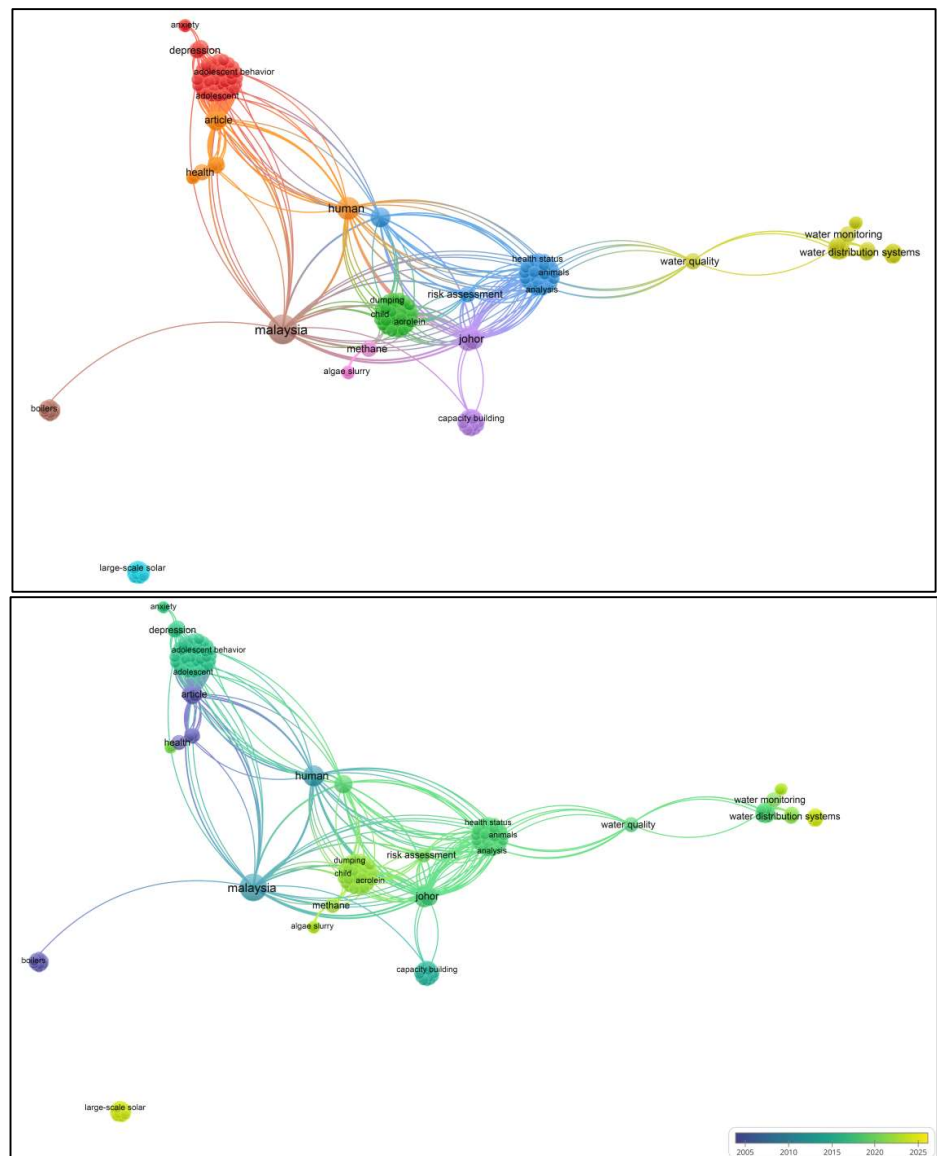 anxiety
depression
adolescent behavior
adolescent
article
health
human
water monitoring
water distribution systems
water quality
health status
animals
analysis
risk assessment
dumping
child
acrolein
malaysia
johor
methane
algae slurry
boilers
capacity building
large-scale solar
anxiety
depression
adolescent behavior
adolescent
article
health
human
water monitoring
water distribution systems
water quality
health status
animals
analysis
risk assessment
dumping
child
acrolein
malaysia
johor
methane
algae slurry
boilers
capacity building
large-scale solar
2005 2010 2015 2020 2025